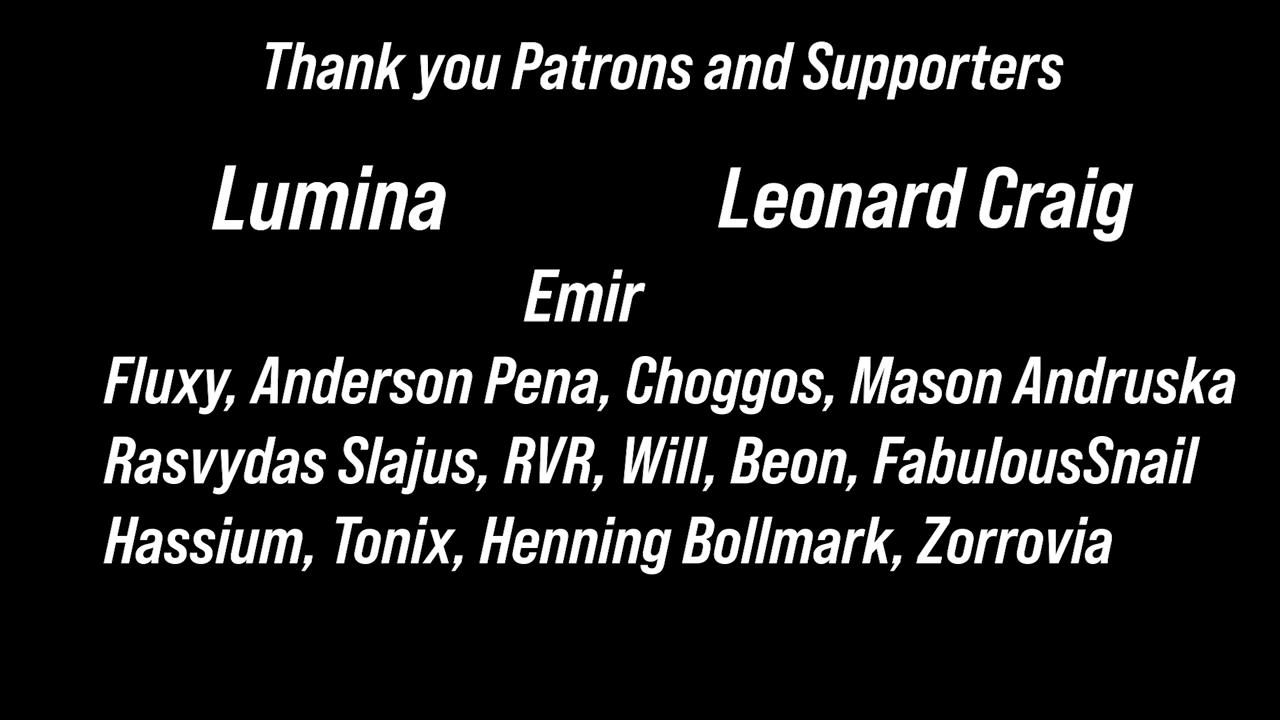 Thank you Patrons and Supporters
Lumina
Leonard Craig
Emir
Fluxy, Anderson Pena, Choggos, Mason Andruska
Rasvydas Slajus, RVR, Will, Beon, FabulousSnail
Hassium, Tonix, Henning Bollmark, Zorrovia